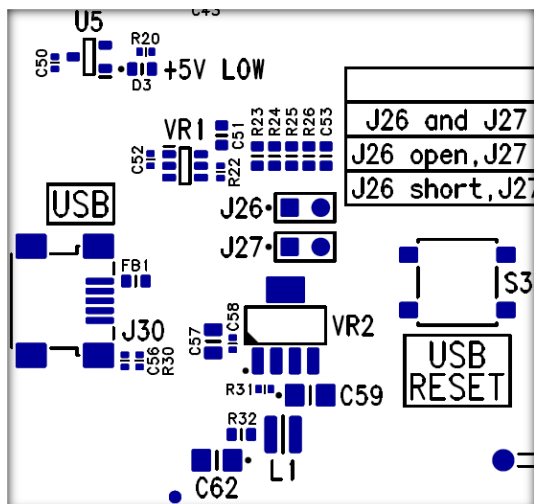 C43
U5
R20
C50
+5V LOW
D3
C51
R23
R24
R25
R26
C53
VR1
C52
R22
J26 and J27
J26 open,J27
J26 short,J27
USB
J26
J27
FB1
S3
J30
C57
C58
VR2
C56
R30
USB
RESET
R31
C59
R32
L1
C62